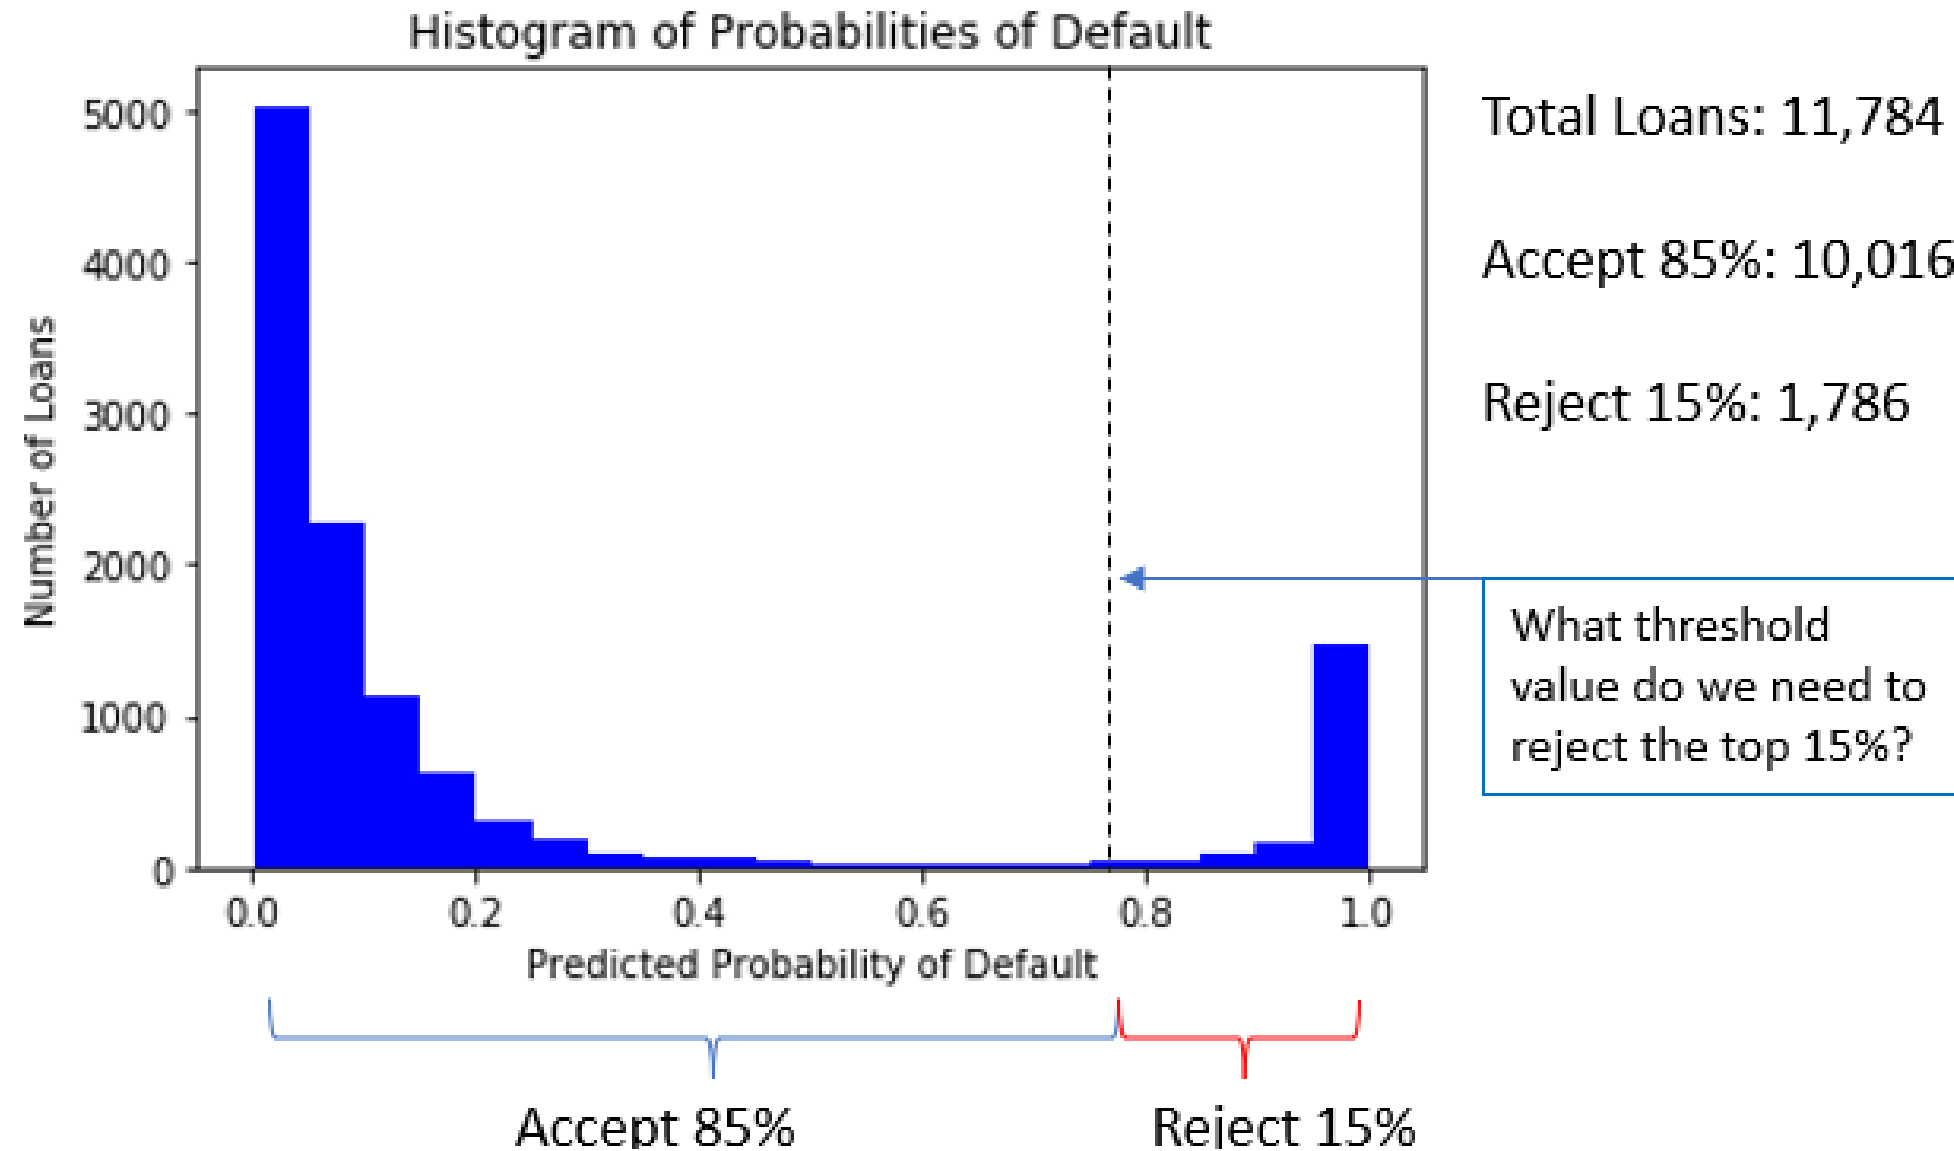 Histogram of Probabilities of Default
5000
4000
3000
2000
1000
0
Number of Loans
0.0 0.2 0.4 0.6 0.8 1.0
Predicted Probability of Default
Total Loans: 11,784
Accept 85%: 10,016
Reject 15%: 1,786
What threshold
value do we need to
reject the top 15%?
Accept 85%
Reject 15%